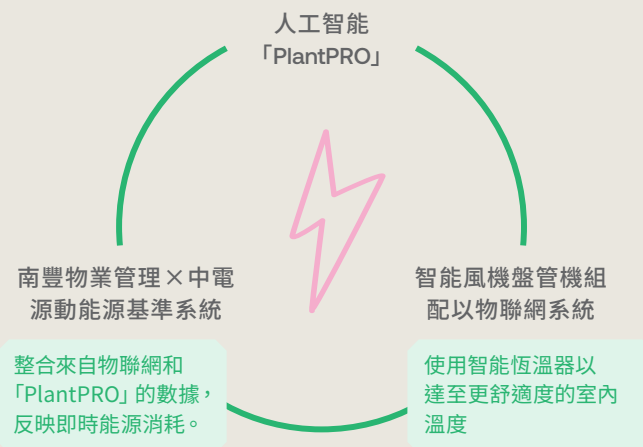 人工智能
「PlantPRO」
南豐物業管理×中電
源動能源基準系統
整合來自物聯網和
「PlantPRO」的數據，
反映即時能源消耗。
智能風機盤管機組
配以物聯網系統
使用智能恆溫器以
達至更舒適度的室內
溫度